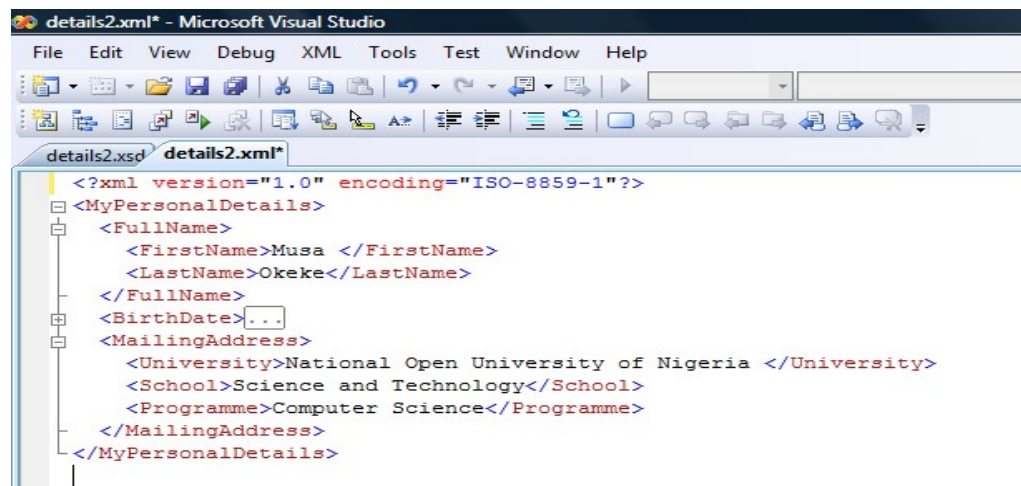 details2.xml* - Microsoft Visual Studio
File Edit View Debug XML Tools Test Window Help
details2.xsd details2.xml*
<?xml version="1.0" encoding="ISO-8859-1"?>
<MyPersonalDetails>
<FullName>
<FirstName>Musa </FirstName>
<LastName>Okeke</LastName>
</FullName>
<BirthDate>...
<MailingAddress>
<University>National Open University of Nigeria </University>
<School>Science and Technology</School>
<Programme>Computer Science</Programme>
</MailingAddress>
</MyPersonalDetails>